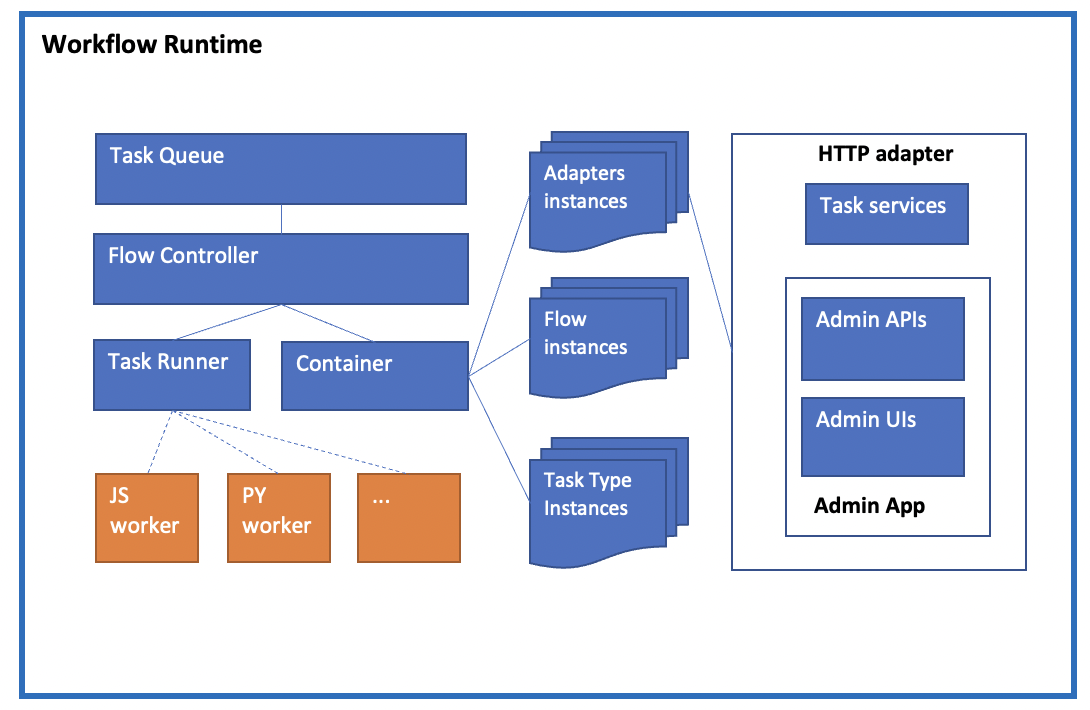 Workflow Runtime
Task Queue
Flow Controller
Task Runner
Container
JS
worker
PY
worker
...
Adapters
instances
Flow
instances
Task Type
Instances
HTTP adapter
Task services
Admin APIs
Admin UIs
Admin App